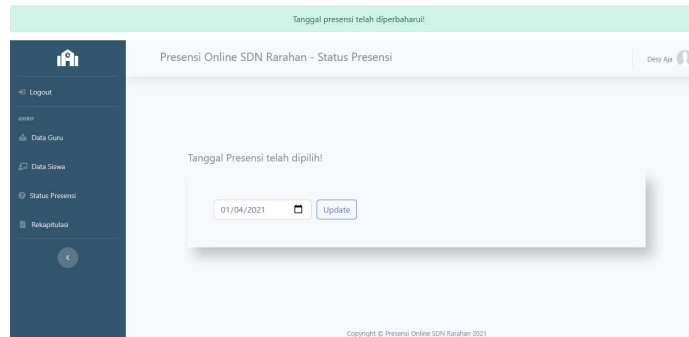 Tanggal presensi telah diperbaharui!
Presensi Online SDN Rarahan - Status Presensi
Desy Aja
Logout
GURU
Data Guru
Data Siswa
Status Presensi
Rekapitulasi
Tanggal Presensi telah dipilih!
01/04/2021
Update
Copyright © Presensi Online SDN Rarahan 2021